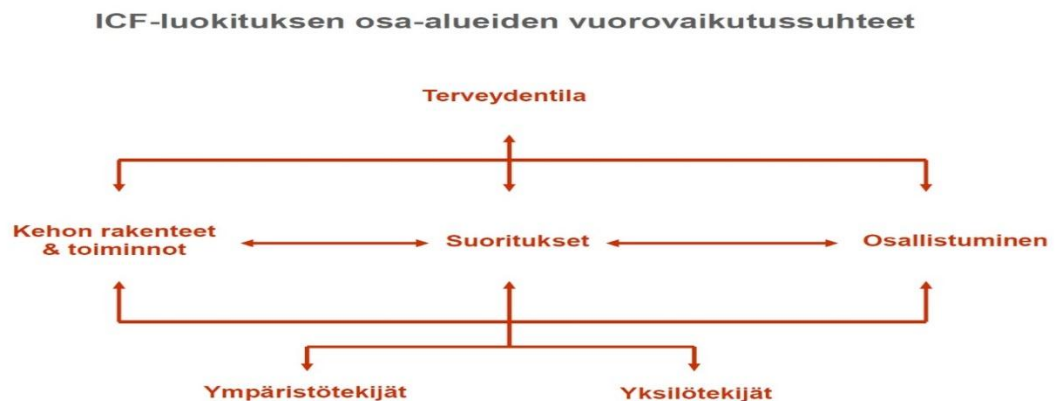 ICF-luokituksen osa-alueiden vuorovaikutussuhteet
Terveydentila
Kehon rakenteet
& toiminnot
Suoritukset
Osallistuminen
Ympäristötekijät
Yksilötekijät